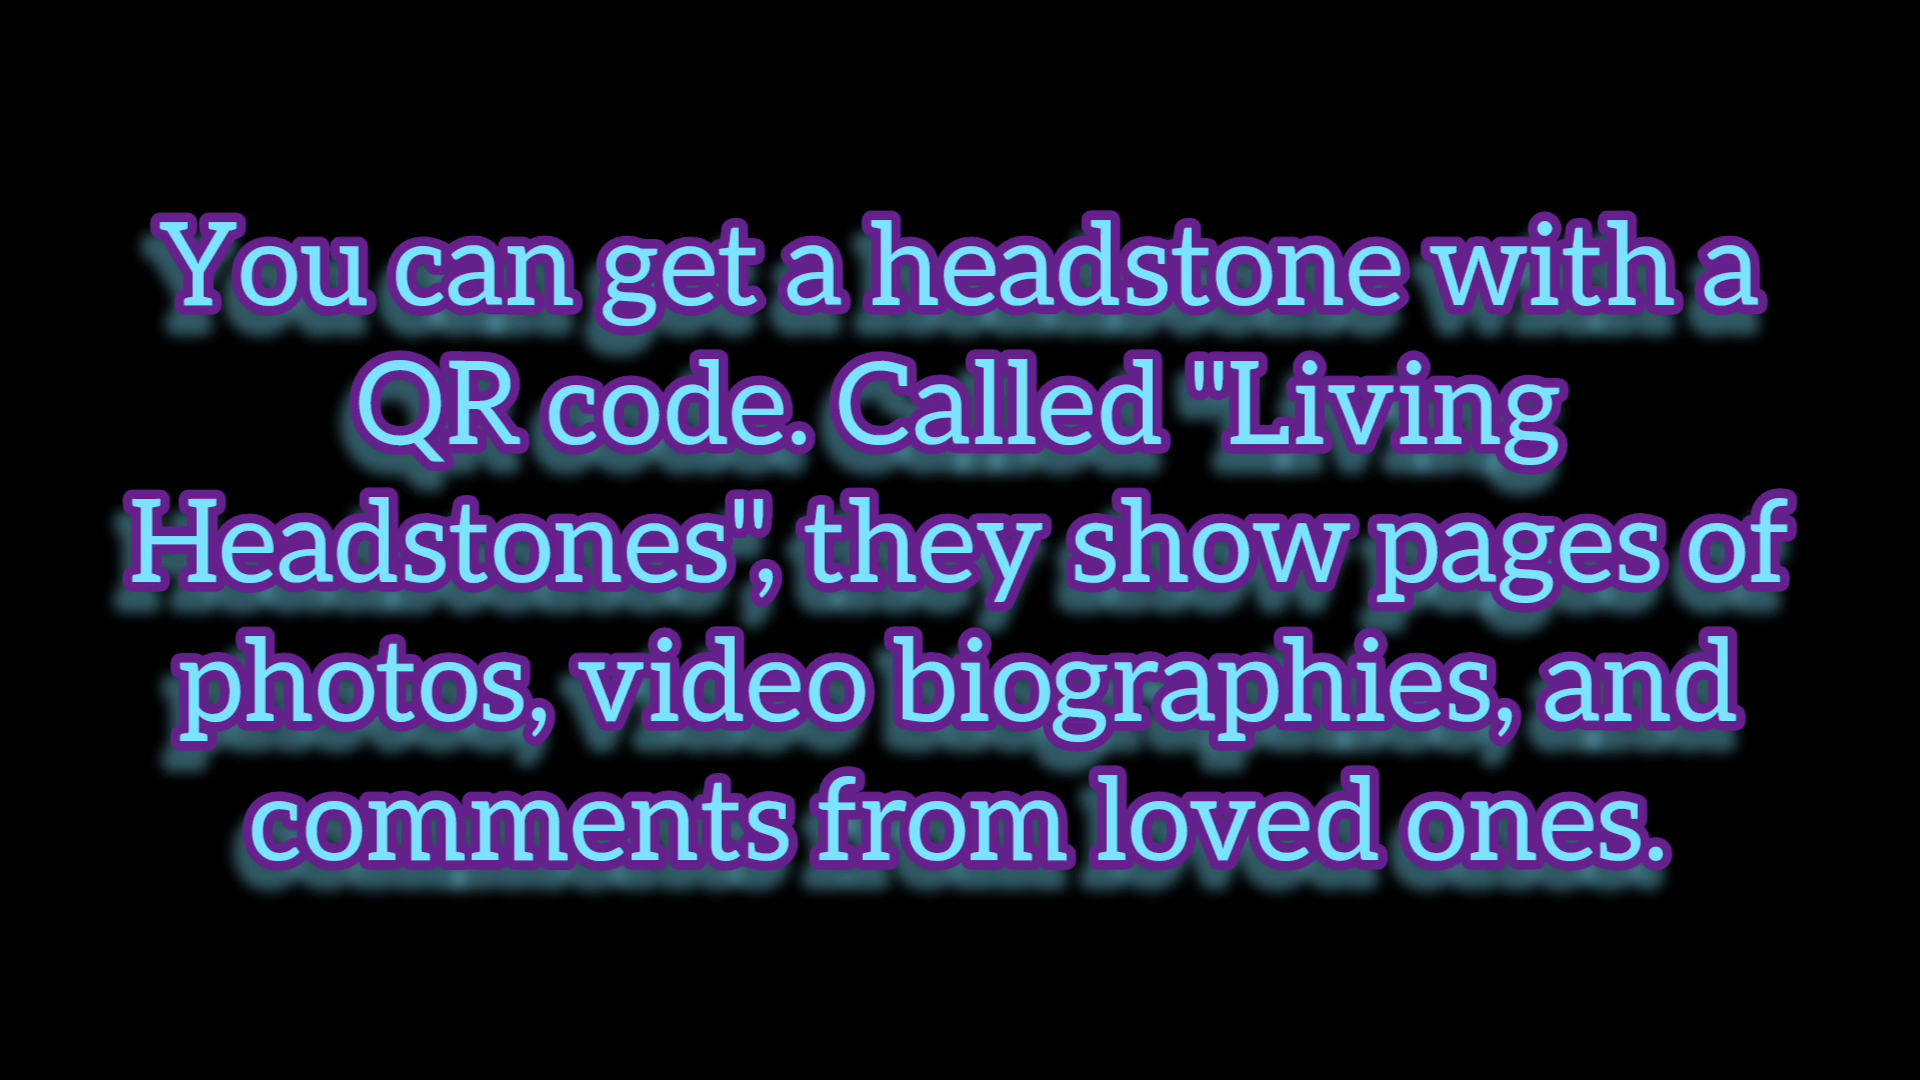 You can get a headstone with a
QR code. Called "Living
Headstones", they show pages of
photos, video biographies, and
comments from loved ones.